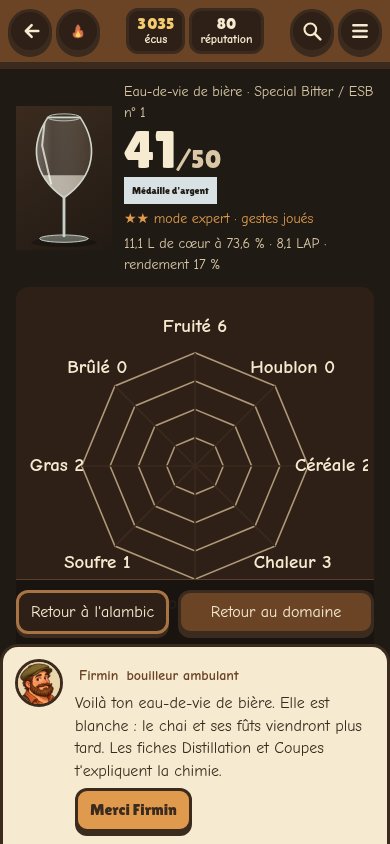 3035
écus
80
réputation
Eau-de-vie de bière · Special Bitter / ESB
n° 1
41/50
Médaille d'argent
★★ mode expert · gestes joués
11,1 L de cœur à 73,6 % · 8,1 LAP ·
rendement 17 %
Fruité 6
Brûlé 0
Houblon 0
Gras 2
Céréale 2
Soufre 1
Chaleur 3
Retour à l'alambic
Retour au domaine
Firmin bouilleur ambulant
Voilà ton eau-de-vie de bière. Elle est
blanche : le chai et ses fûts viendront plus
tard. Les fiches Distillation et Coupes
t'expliquent la chimie.
Merci Firmin